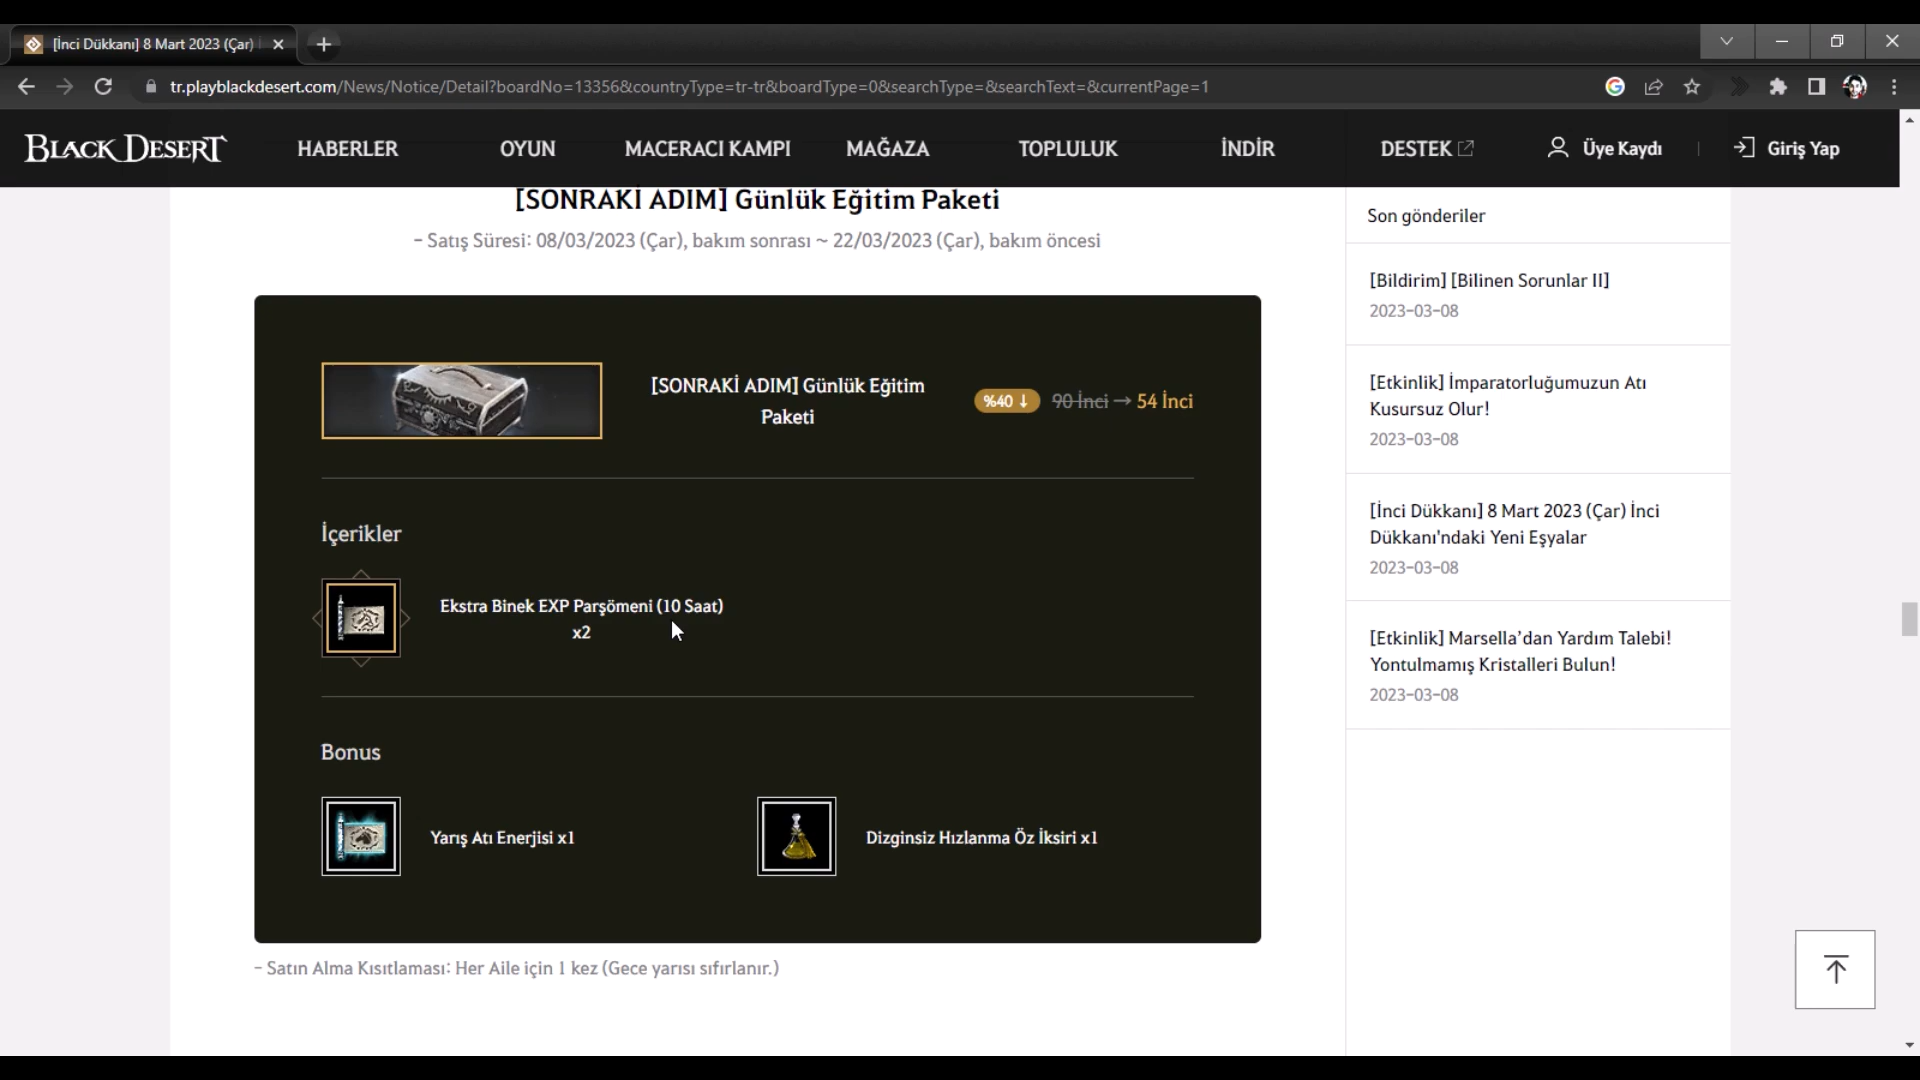 [İnci Dükkanı] 8 Mart 2023 (Çar)
tr.playblackdesert.com/News/Notice/Detail?boardNo=13356&countryType=tr-tr&boardType=0&searchType=&searchText=&currentPage=1
BLACK DESERT
HABERLER
OYUN
MACERACI KAMPI
MAĞAZA
TOPLULUK
İNDİR
DESTEK
Üye Kaydı
Giriş Yap
[SONRAKİ ADIM] Günlük Eğitim Paketi
- Satış Süresi: 08/03/2023 (Çar), bakım sonrası ~ 22/03/2023 (Çar), bakım öncesi
[SONRAKİ ADIM] Günlük Eğitim
Paketi
%40 ↓ 90 İnci → 54 İnci
İçerikler
Ekstra Binek EXP Parşömeni (10 Saat)
x2
Bonus
Yarış Atı Enerjisi x1
Dizginsiz Hızlanma Öz İksiri x1
- Satın Alma Kısıtlaması: Her Aile için 1 kez (Gece yarısı sıfırlanır.)
Son gönderiler
[Bildirim] [Bilinen Sorunlar II]
2023-03-08
[Etkinlik] İmparatorluğumuzun Atı
Kusursuz Olur!
2023-03-08
[İnci Dükkanı] 8 Mart 2023 (Çar) İnci
Dükkanı'ndaki Yeni Eşyalar
2023-03-08
[Etkinlik] Marsella’dan Yardım Talebi!
Yontulmamış Kristalleri Bulun!
2023-03-08